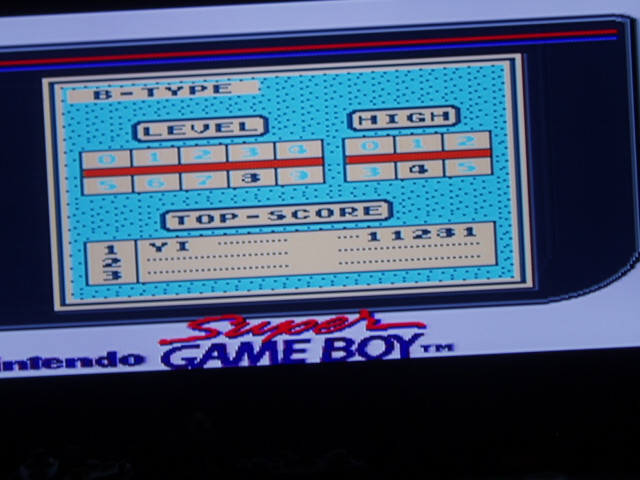 B-TYPE
LEVEL HIGH
0 1 2 3 4 0 1 2
5 6 7 8 9 3 4 5
TOP-SCORE
1 YI 11231
2
3
Super
Nintendo GAME BOY™